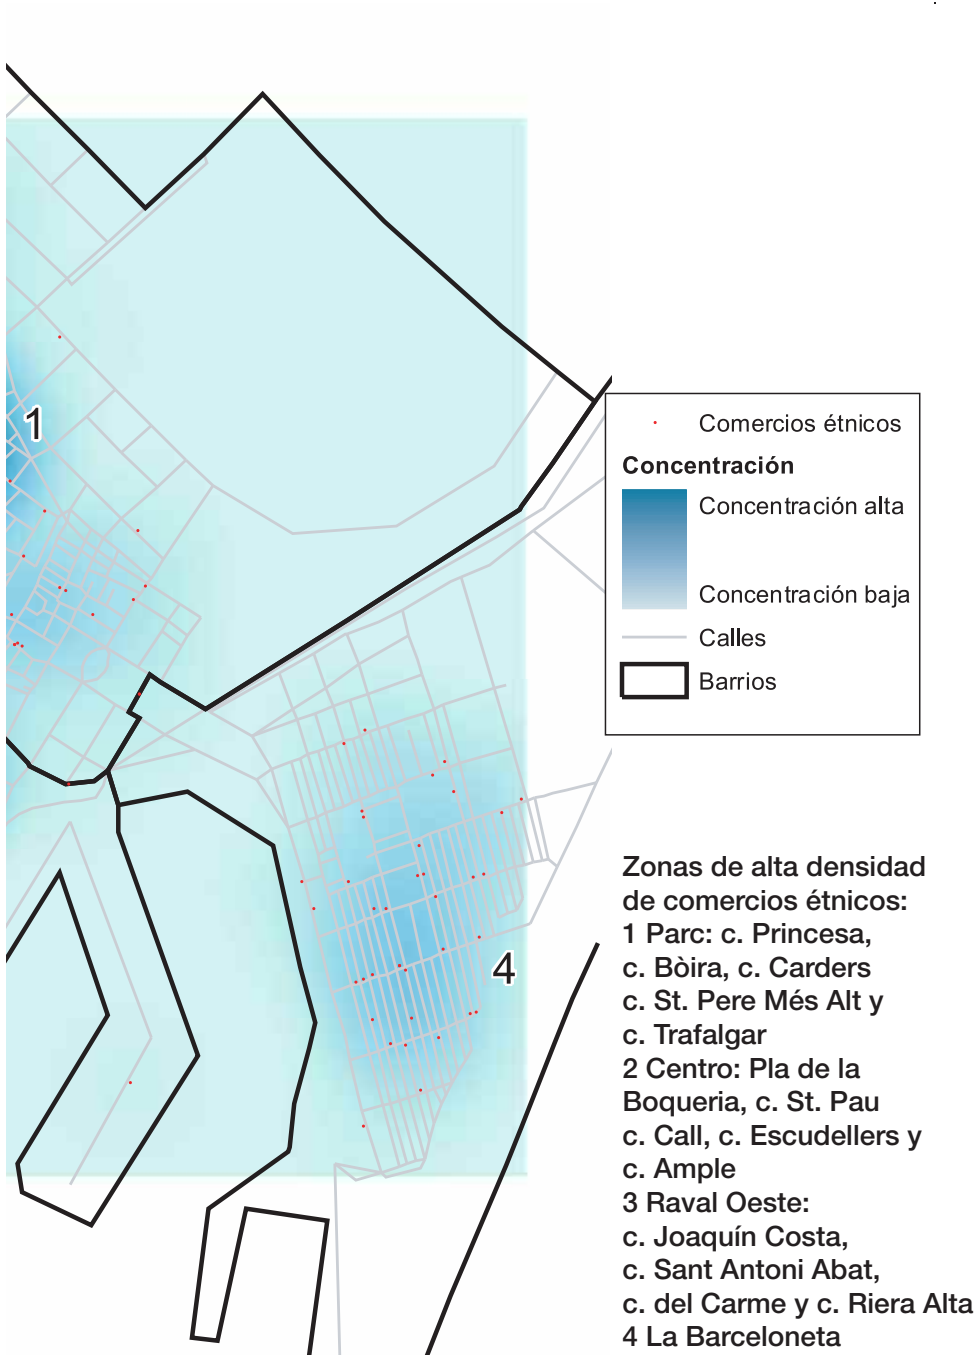 1
Comercios étnicos
Concentración
Concentración alta
Concentración baja
Calles
Barrios
4
Zonas de alta densidad
de comercios étnicos:
1 Parc: c. Princesa,
c. Bòira, c. Carders
c. St. Pere Més Alt y
c. Trafalgar
2 Centro: Pla de la
Boqueria, c. St. Pau
c. Call, c. Escudellers y
c. Ample
3 Raval Oeste:
c. Joaquín Costa,
c. Sant Antoni Abat,
c. del Carme y c. Riera Alta
4 La Barceloneta